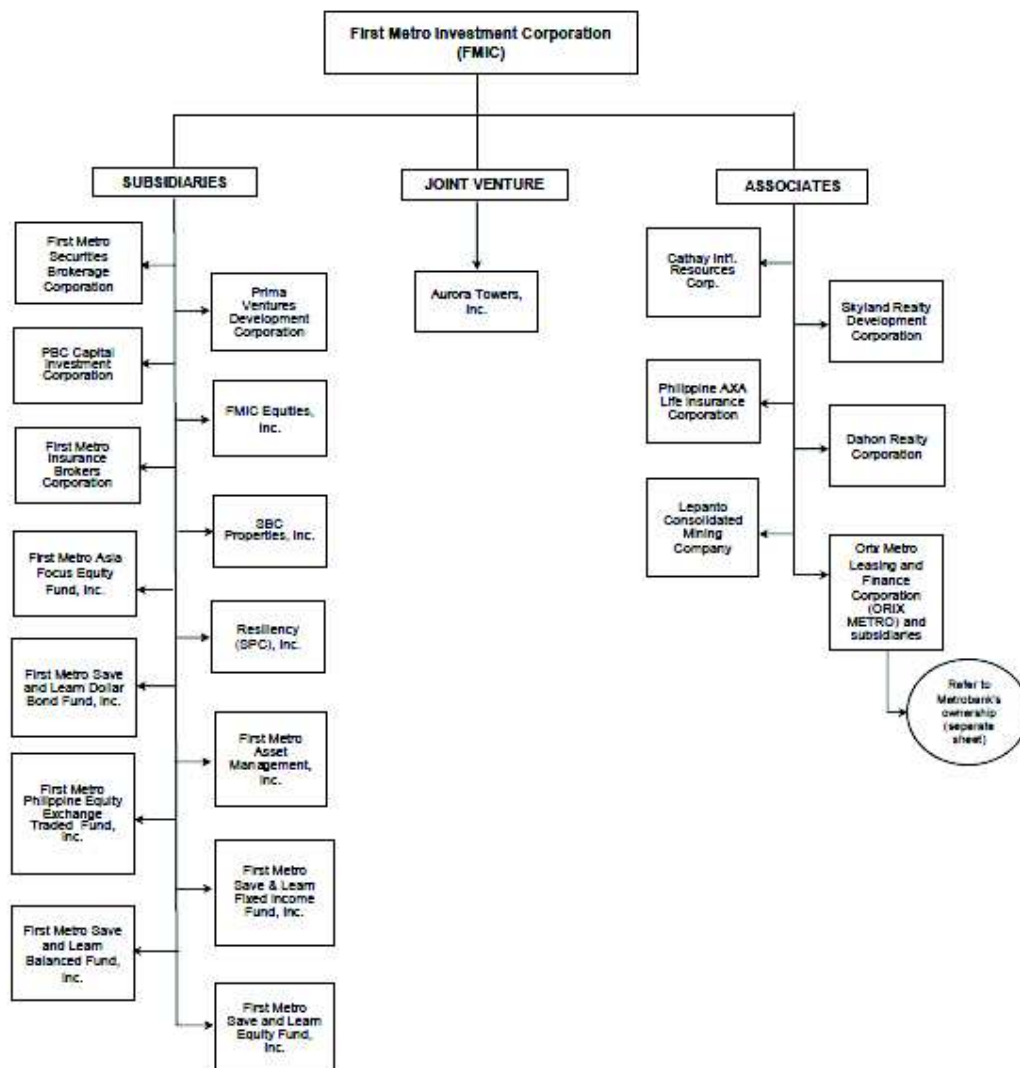 First Metro Investment Corporation
(FMIC)
SUBSIDIARIES
JOINT VENTURE
ASSOCIATES
First Metro
Securities
Brokerage
Corporation
Prima
Ventures
Development
Corporation
PBC Capital
Investment
Corporation
FMIC Equities,
Inc.
First Metro
Insurance
Brokers
Corporation
SBC
Properties, Inc.
First Metro Asia
Focus Equity
Fund, Inc.
Resiliency
(SPC), Inc.
First Metro Save
and Learn Dollar
Bond Fund, Inc.
First Metro
Asset
Management,
Inc.
First Metro
Philippine Equity
Exchange
Traded Fund,
Inc.
First Metro
Save & Learn
Fixed Income
Fund, Inc.
First Metro Save
and Learn
Balanced Fund,
Inc.
First Metro
Save and Learn
Equity Fund,
Inc.
Aurora Towers,
Inc.
Cathay Int'l.
Resources
Corp.
Skyland Realty
Development
Corporation
Philippine AXA
Life Insurance
Corporation
Dahon Realty
Corporation
Lepanto
Consolidated
Mining
Company
Orix Metro
Leasing and
Finance
Corporation
(ORIX
METRO) and
subsidiaries
Refer to
Metrobank's
ownership
(separate
sheet)